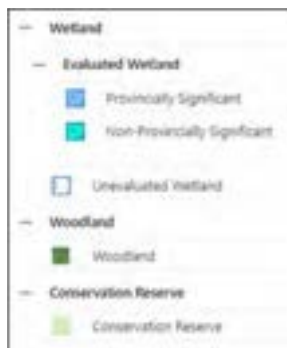 Wetland
Evaluated Wetland
Provincially Significant
Non-Provincially Significant
Unevaluated Wetland
Woodland
Woodland
Conservation Reserve
Conservation Reserve